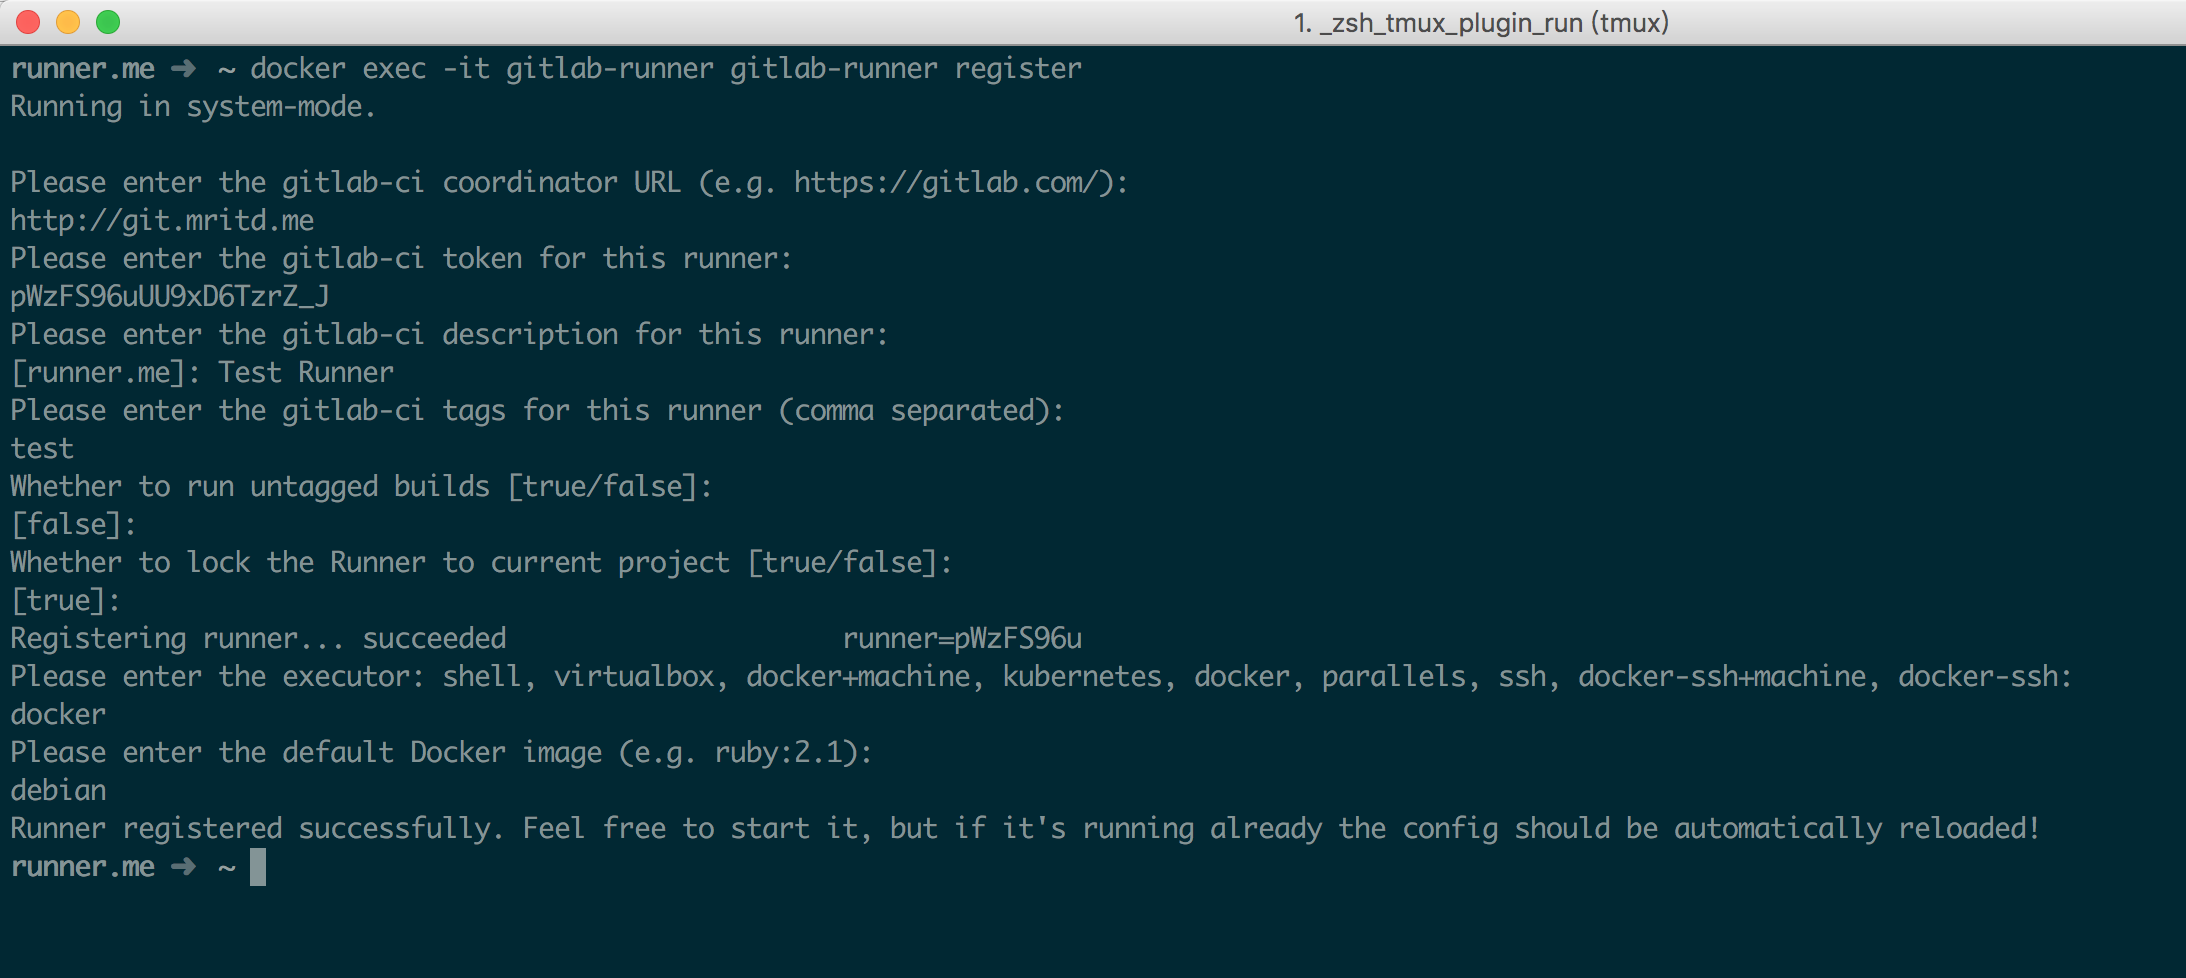 1. _zsh_tmux_plugin_run (tmux)
runner.me ➜ ~ docker exec -it gitlab-runner gitlab-runner register
Running in system-mode.
Please enter the gitlab-ci coordinator URL (e.g. https://gitlab.com/):
http://git.mritd.me
Please enter the gitlab-ci token for this runner:
pWzFS96uUU9xD6TzrZ_J
Please enter the gitlab-ci description for this runner:
[runner.me]: Test Runner
Please enter the gitlab-ci tags for this runner (comma separated):
test
Whether to run untagged builds [true/false]:
[false]:
Whether to lock the Runner to current project [true/false]:
[true]:
Registering runner... succeeded                     runner=pWzFS96u
Please enter the executor: shell, virtualbox, docker+machine, kubernetes, docker, parallels, ssh, docker-ssh+machine, docker-ssh:
docker
Please enter the default Docker image (e.g. ruby:2.1):
debian
Runner registered successfully. Feel free to start it, but if it's running already the config should be automatically reloaded!
runner.me ➜ ~